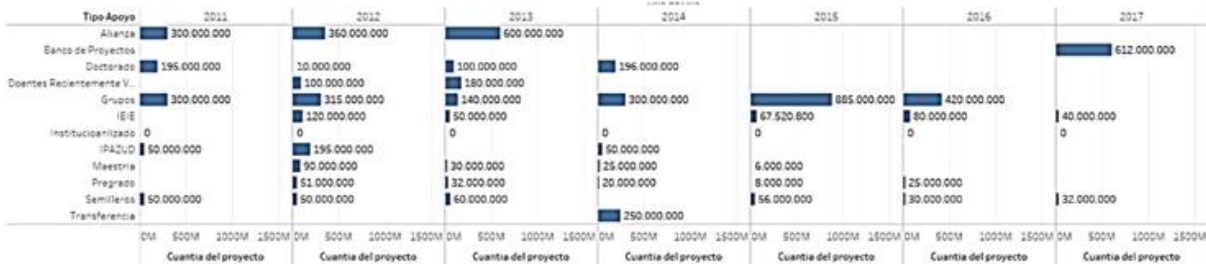 Tipo Apoyo 2011 2012 2013 2014 2015 2016 2017
Alianza 300.000.000 360.000.000 600.000.000
Banco de Proyectos 612.000.000
Doctorado 195.000.000 10.000.000 100.000.000 196.000.000
Doentes Recientemente V... 100.000.000 180.000.000
Grupos 300.000.000 315.000.000 140.000.000 300.000.000 885.000.000 420.000.000
IEIE 120.000.000 50.000.000 67.520.800 80.000.000 40.000.000
Institucioanlizado 0 0 0 0 0 0 0
IPAZUD 50.000.000 195.000.000 50.000.000
Maestria 90.000.000 30.000.000 25.000.000 6.000.000
Pregrado 51.000.000 32.000.000 20.000.000 8.000.000 25.000.000
Semilleros 50.000.000 50.000.000 60.000.000 56.000.000 30.000.000 32.000.000
Transferencia 250.000.000
0M 500M 1000M 1500M 0M 500M 1000M 1500M 0M 500M 1000M 1500M 0M 500M 1000M 1500M 0M 500M 1000M 1500M 0M 500M 1000M 1500M 0M 500M 1000M 1500M
Cuantia del proyecto Cuantia del proyecto Cuantia del proyecto Cuantia del proyecto Cuantia del proyecto Cuantia del proyecto Cuantia del proyecto